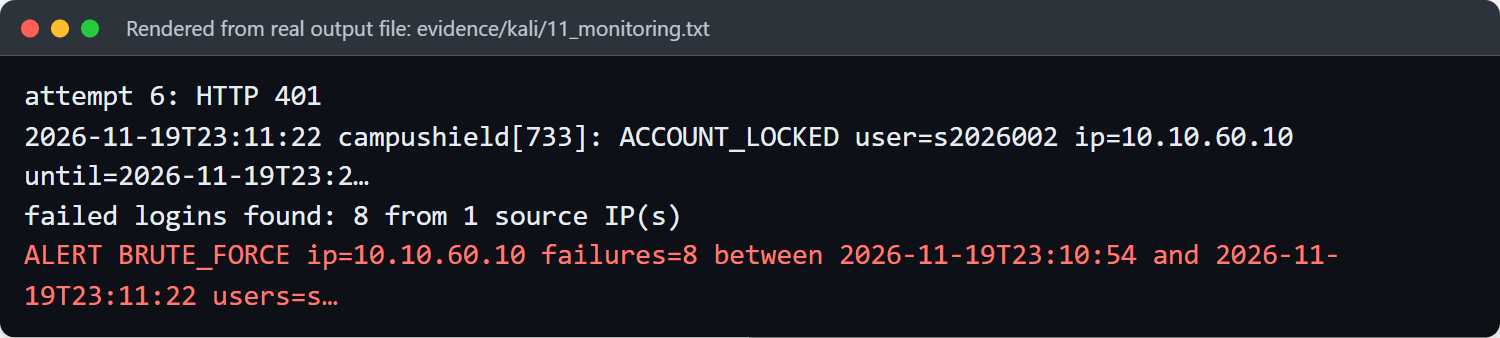 Rendered from real output file: evidence/kali/11_monitoring.txt
attempt 6: HTTP 401
2026-11-19T23:11:22 campushield[733]: ACCOUNT_LOCKED user=s2026002 ip=10.10.60.10
until=2026-11-19T23:2…
failed logins found: 8 from 1 source IP(s)
ALERT BRUTE_FORCE ip=10.10.60.10 failures=8 between 2026-11-19T23:10:54 and 2026-11-
19T23:11:22 users=s…